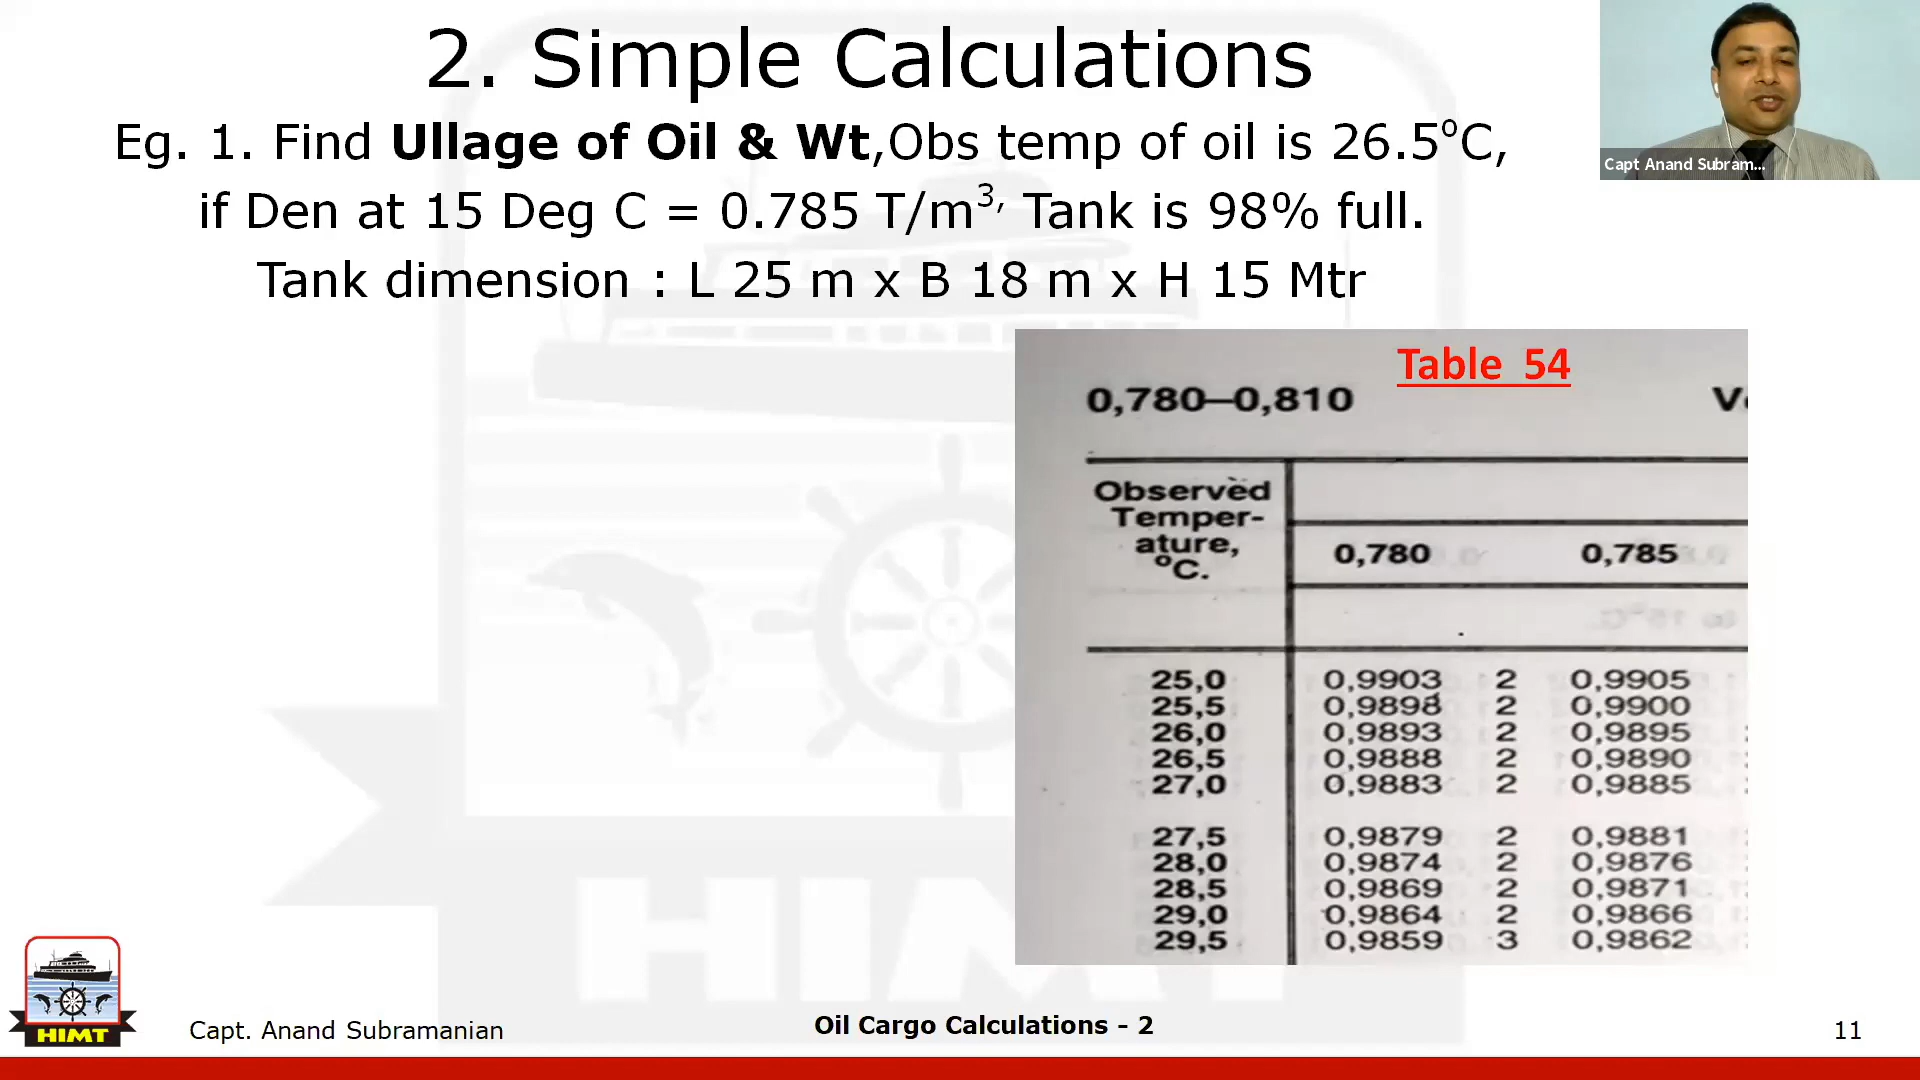 2. Simple Calculations
Eg. 1. Find Ullage of Oil & Wt,Obs temp of oil is 26.5°C,
if Den at 15 Deg C = 0.785 T/m³, Tank is 98% full.
Tank dimension : L 25 m x B 18 m x H 15 Mtr
Capt Anand Subram...
Table 54
0,780—0,810
Observed
Temper-
ature,
°C.
0,780 0,785
25,0 0,9903 2 0,9905
25,5 0,9898 2 0,9900
26,0 0,9893 2 0,9895
26,5 0,9888 2 0,9890
27,0 0,9883 2 0,9885
27,5 0,9879 2 0,9881
28,0 0,9874 2 0,9876
28,5 0,9869 2 0,9871
29,0 0,9864 2 0,9866
29,5 0,9859 3 0,9862
HIMT
HIMT
Capt. Anand Subramanian
Oil Cargo Calculations - 2
11